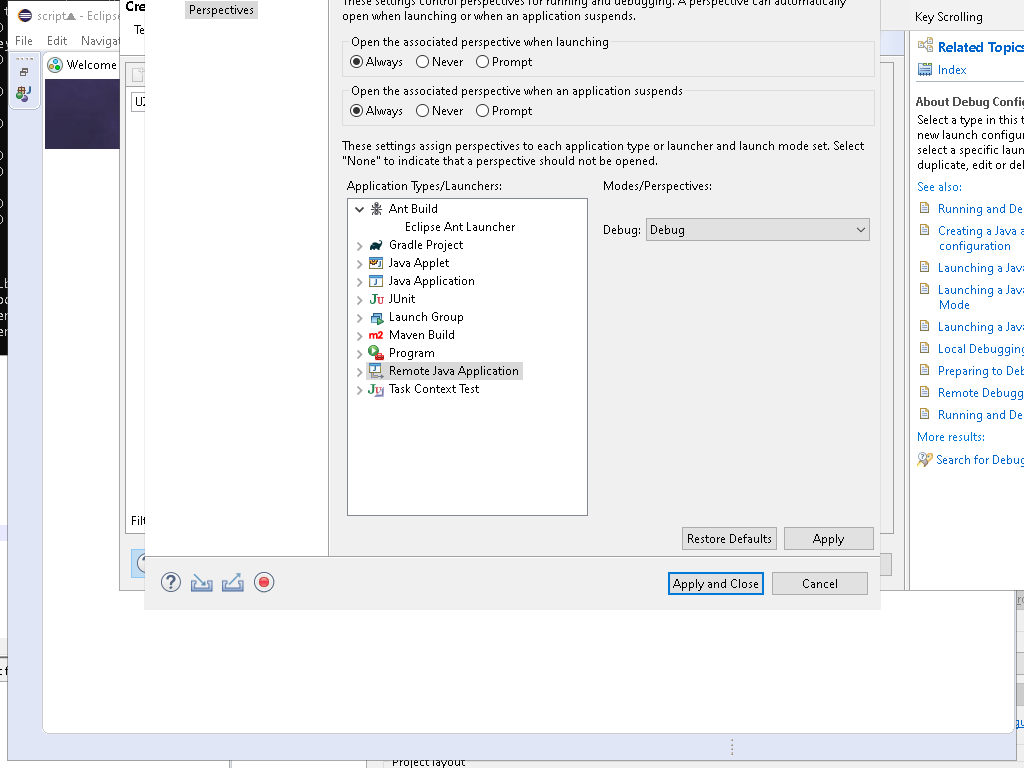 script▲ - Eclipse
File Edit Navigat
Welcome
Cre
Te
Perspectives
These settings control perspectives for running and debugging. A perspective can automatically
open when launching or when an application suspends.
Open the associated perspective when launching
Always Never Prompt
Open the associated perspective when an application suspends
Always Never Prompt
These settings assign perspectives to each application type or launcher and launch mode set. Select
"None" to indicate that a perspective should not be opened.
Application Types/Launchers:
Ant Build
Eclipse Ant Launcher
Gradle Project
Java Applet
Java Application
JUnit
Launch Group
Maven Build
Program
Remote Java Application
Task Context Test
Modes/Perspectives:
Debug: Debug
Filt
Restore Defaults Apply
Apply and Close Cancel
Key Scrolling
Related Topics
Index
About Debug Config
Select a type in this t
new launch configur
select a specific laun
duplicate, edit or del
See also:
Running and De
Creating a Java a
configuration
Launching a Java
Launching a Java
Mode
Launching a Java
Local Debugging
Preparing to Deb
Remote Debugg
Running and De
More results:
Search for Debug
Project layout